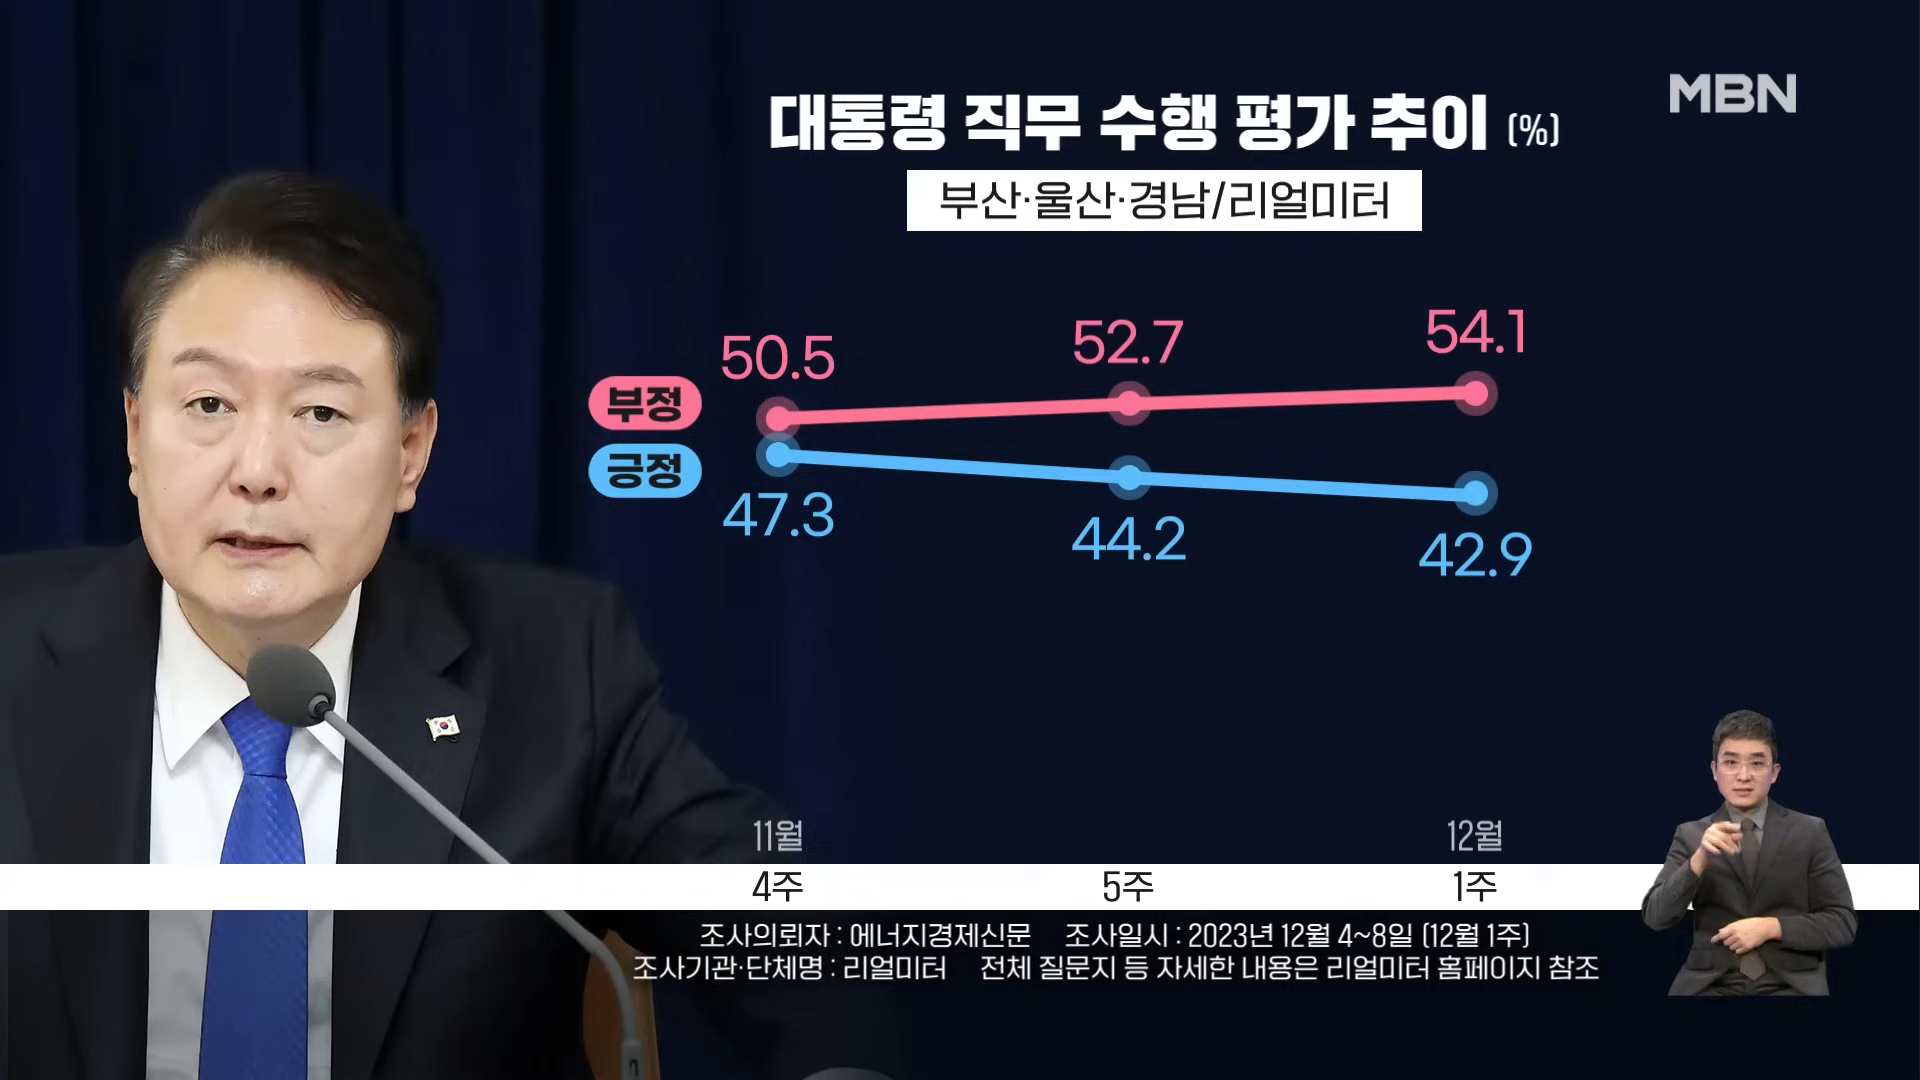 MBN
대통령 직무 수행 평가 추이 (%)
부산·울산·경남/리얼미터
50.5
52.7
54.1
부정
긍정
47.3
44.2
42.9
11월
12월
4주
5주
1주
조사의뢰자 : 에너지경제신문 조사일시 : 2023년 12월 4~8일 (12월 1주)
조사기관·단체명 : 리얼미터 전체 질문지 등 자세한 내용은 리얼미터 홈페이지 참조